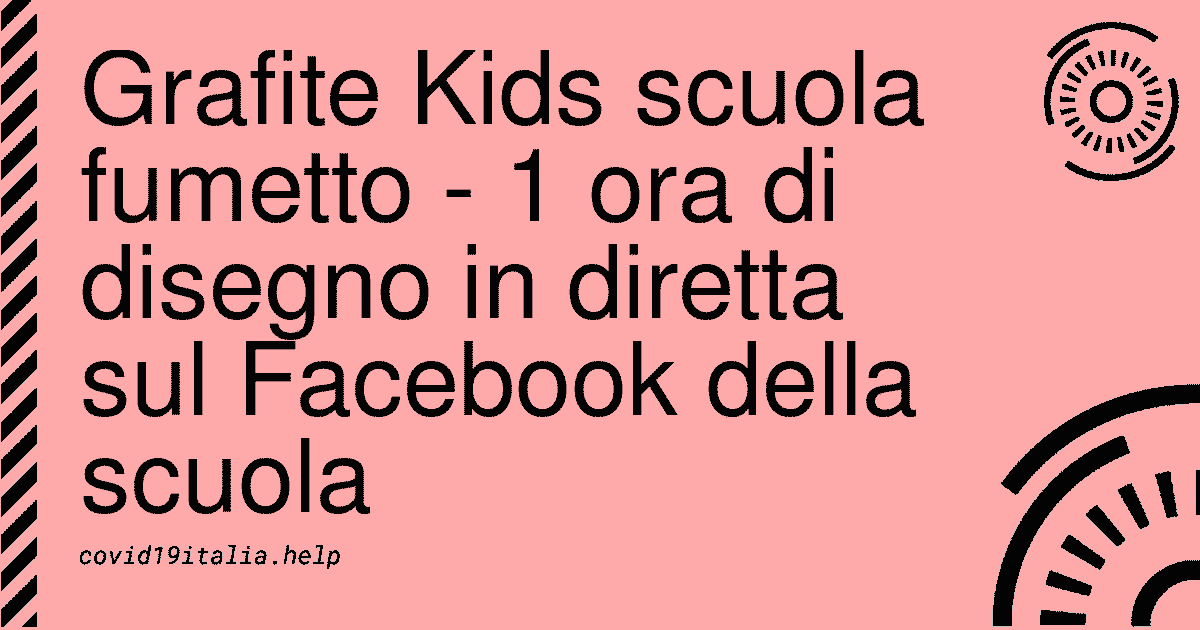 Grafite Kids scuola
fumetto - 1 ora di
disegno in diretta
sul Facebook della
scuola
covid19italia.help